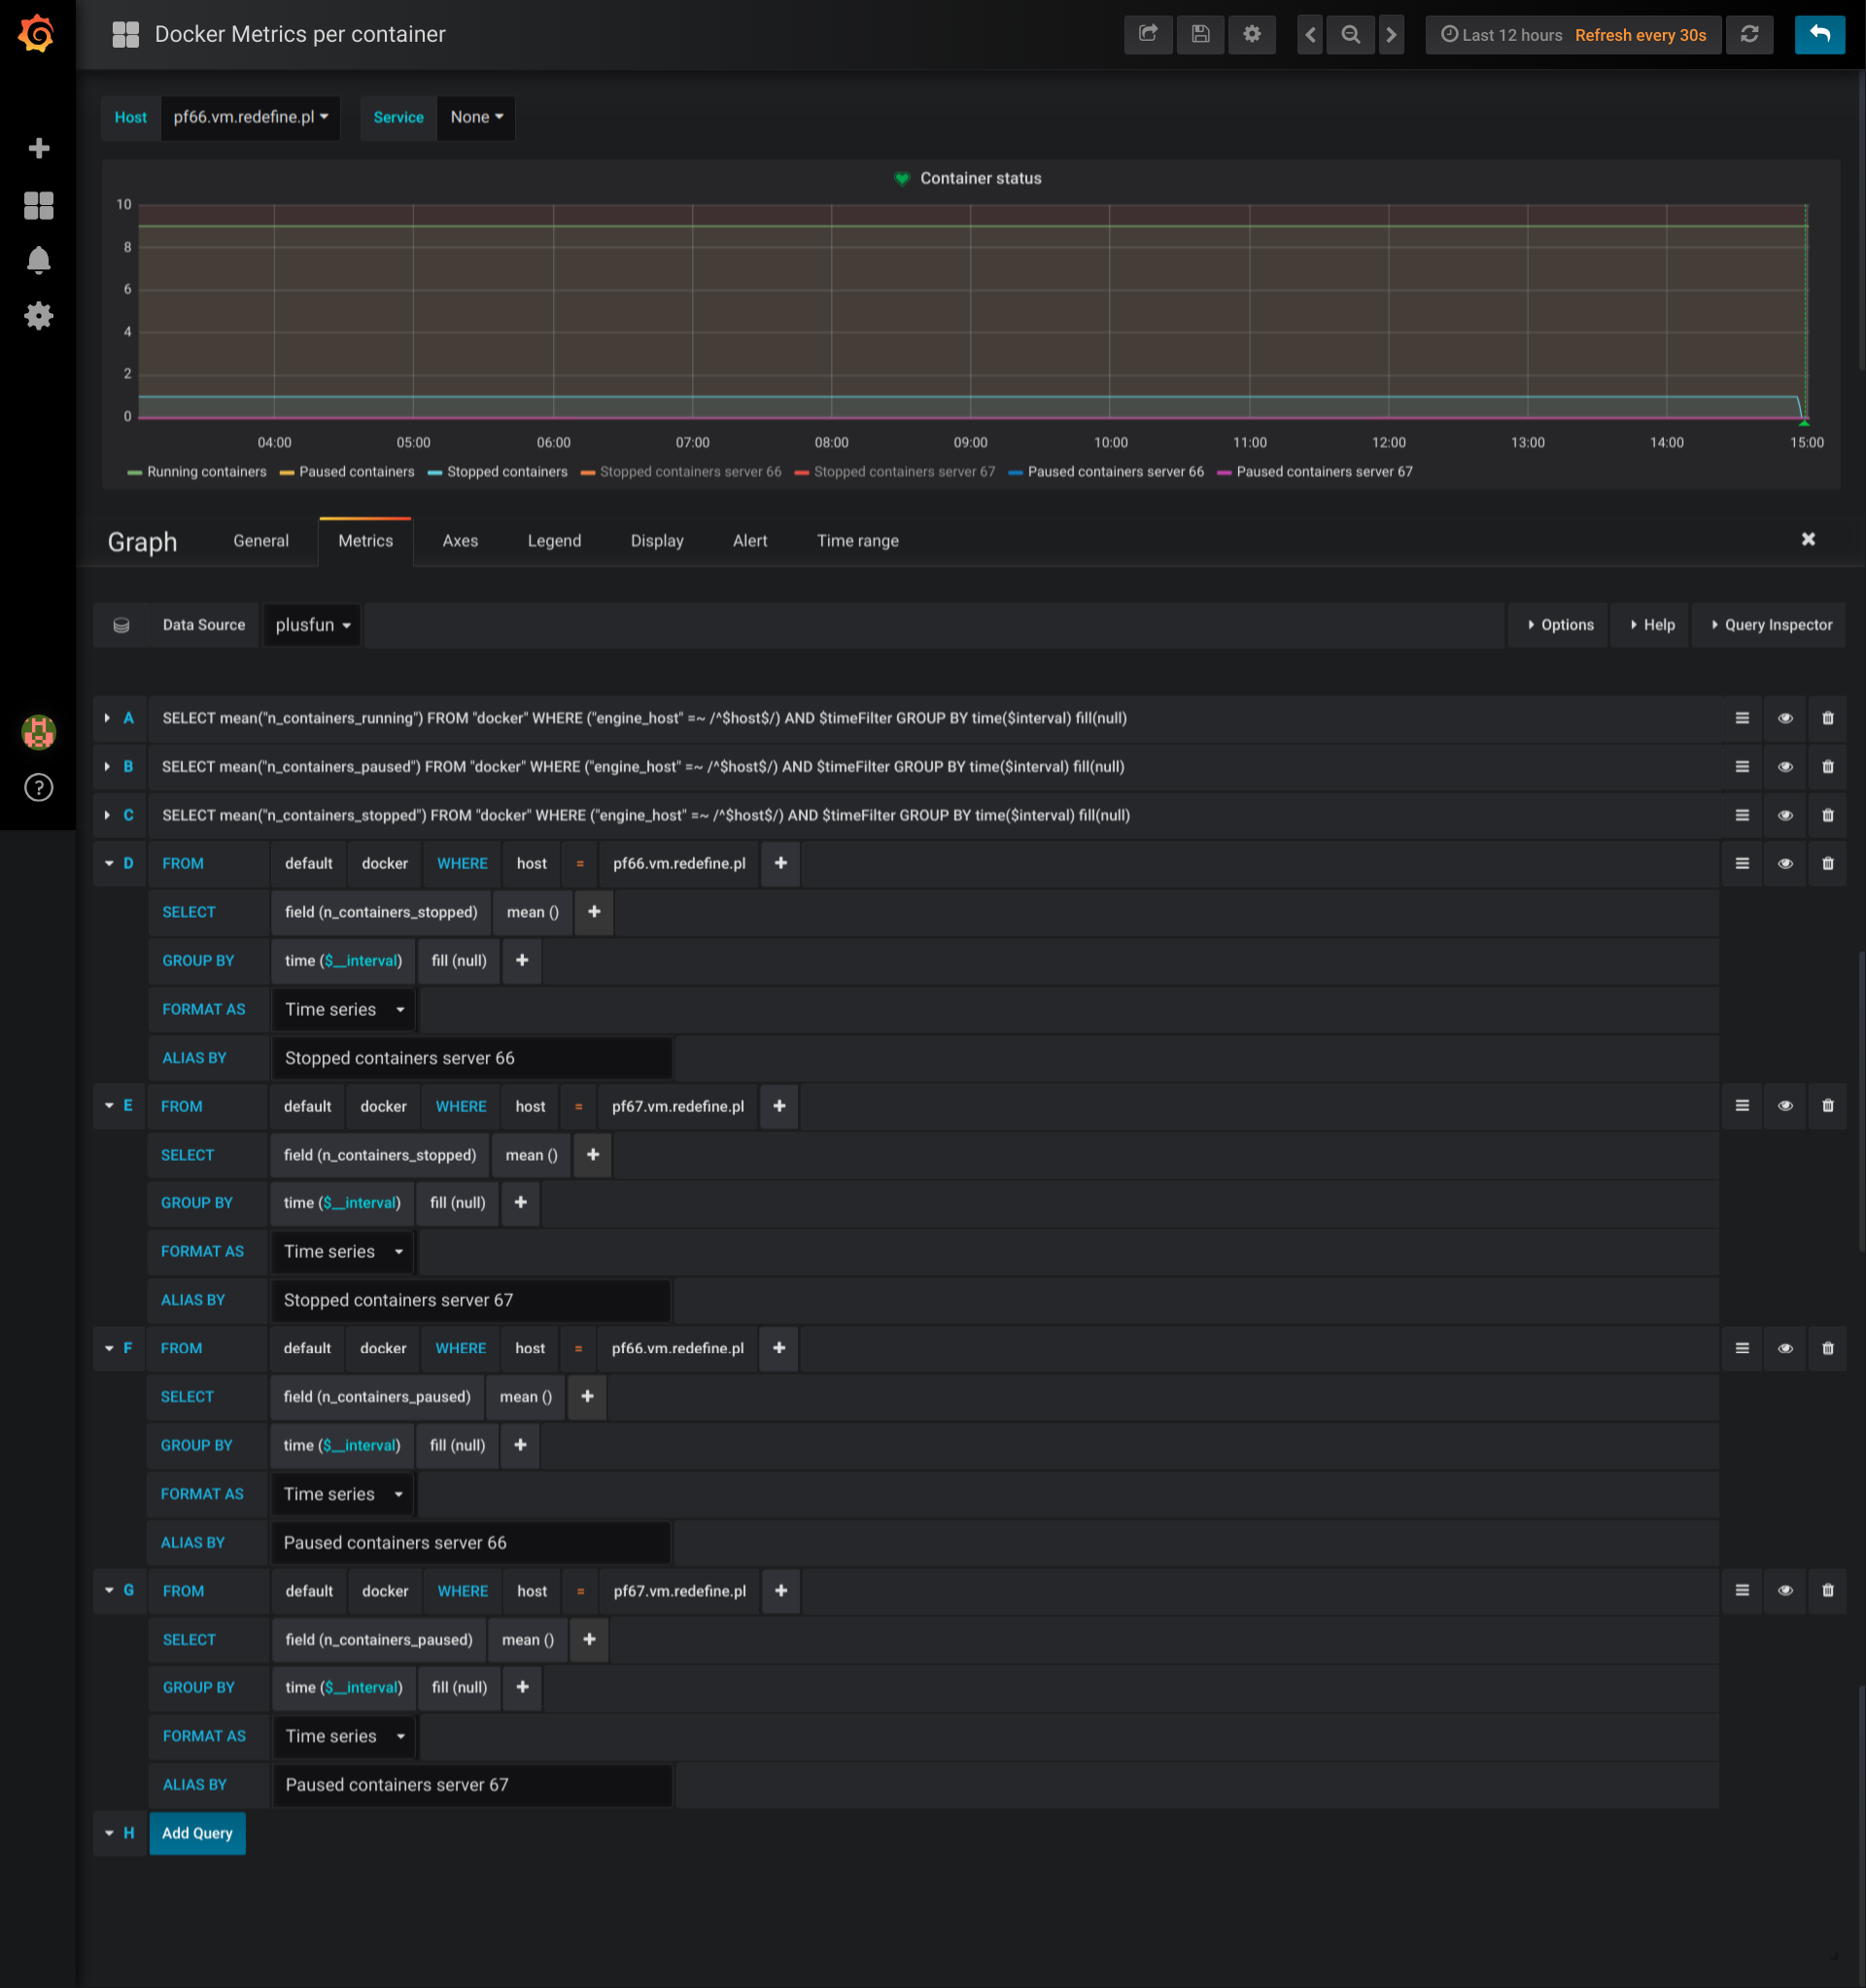 Docker Metrics per container
Last 12 hours Refresh every 30s
Host pf66.vm.redefine.pl Service None
Container status
10
8
6
4
2
0
04:00 05:00 06:00 07:00 08:00 09:00 10:00 11:00 12:00 13:00 14:00 15:00
Running containers Paused containers Stopped containers Stopped containers server 66 Stopped containers server 67 Paused containers server 66 Paused containers server 67
Graph General Metrics Axes Legend Display Alert Time range
Data Source plusfun Options Help Query Inspector
A SELECT mean("n_containers_running") FROM "docker" WHERE ("engine_host" =~ /^$host$/) AND $timeFilter GROUP BY time($interval) fill(null)
B SELECT mean("n_containers_paused") FROM "docker" WHERE ("engine_host" =~ /^$host$/) AND $timeFilter GROUP BY time($interval) fill(null)
C SELECT mean("n_containers_stopped") FROM "docker" WHERE ("engine_host" =~ /^$host$/) AND $timeFilter GROUP BY time($interval) fill(null)
D FROM default docker WHERE host = pf66.vm.redefine.pl +
SELECT field (n_containers_stopped) mean () +
GROUP BY time ($__interval) fill (null) +
FORMAT AS Time series
ALIAS BY Stopped containers server 66
E FROM default docker WHERE host = pf67.vm.redefine.pl +
SELECT field (n_containers_stopped) mean () +
GROUP BY time ($__interval) fill (null) +
FORMAT AS Time series
ALIAS BY Stopped containers server 67
F FROM default docker WHERE host = pf66.vm.redefine.pl +
SELECT field (n_containers_paused) mean () +
GROUP BY time ($__interval) fill (null) +
FORMAT AS Time series
ALIAS BY Paused containers server 66
G FROM default docker WHERE host = pf67.vm.redefine.pl +
SELECT field (n_containers_paused) mean () +
GROUP BY time ($__interval) fill (null) +
FORMAT AS Time series
ALIAS BY Paused containers server 67
H Add Query